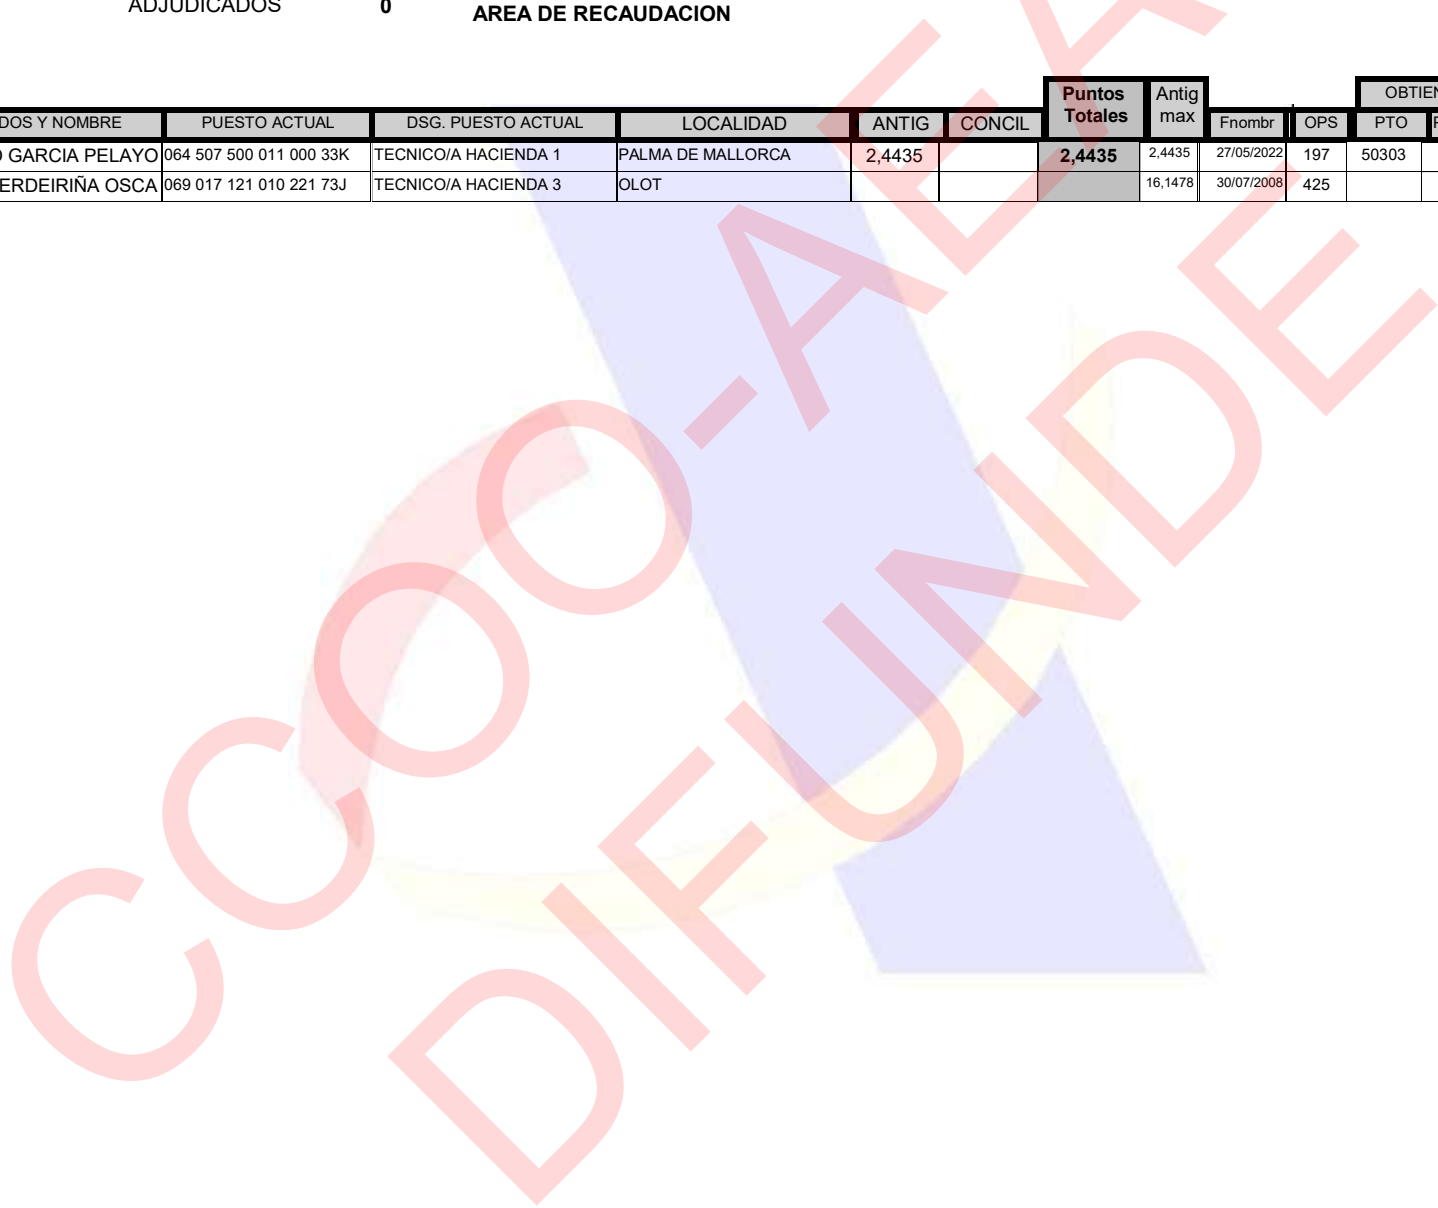 ADJUDICADOS 0 AREA DE RECAUDACION
Puntos Totales Antig max
DOS Y NOMBRE PUESTO ACTUAL DSG. PUESTO ACTUAL LOCALIDAD ANTIG CONCIL Fnombr OPS PTO
GARCIA PELAYO 064 507 500 011 000 33K TECNICO/A HACIENDA 1 PALMA DE MALLORCA 2,4435 2,4435 2,4435 27/05/2022 197 50303
ERDEIRIÑA OSCA 069 017 121 010 221 73J TECNICO/A HACIENDA 3 OLOT 16,1478 30/07/2008 425
CCOO-AEA
DIFUNDE